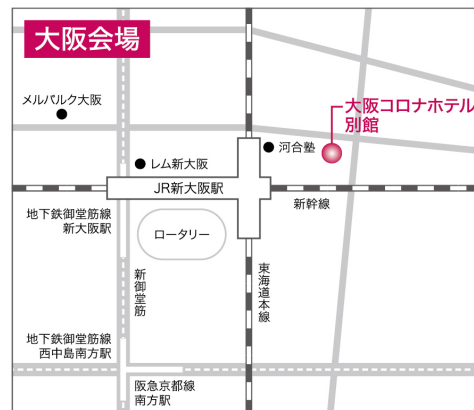 大阪会場
メルパルク大阪
大阪コロナホテル
別館
河合塾
レム新大阪
JR新大阪駅
新幹線
地下鉄御堂筋線
新大阪駅
ロータリー
新御堂筋
東海道本線
地下鉄御堂筋線
西中島南方駅
阪急京都線
南方駅